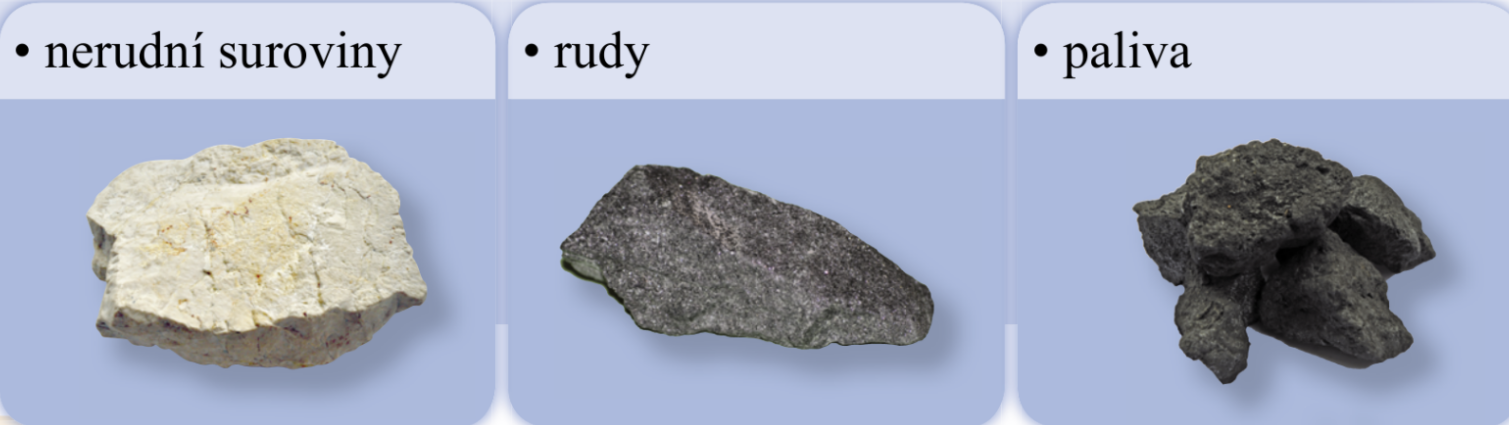 • nerudní suroviny
• rudy
• paliva